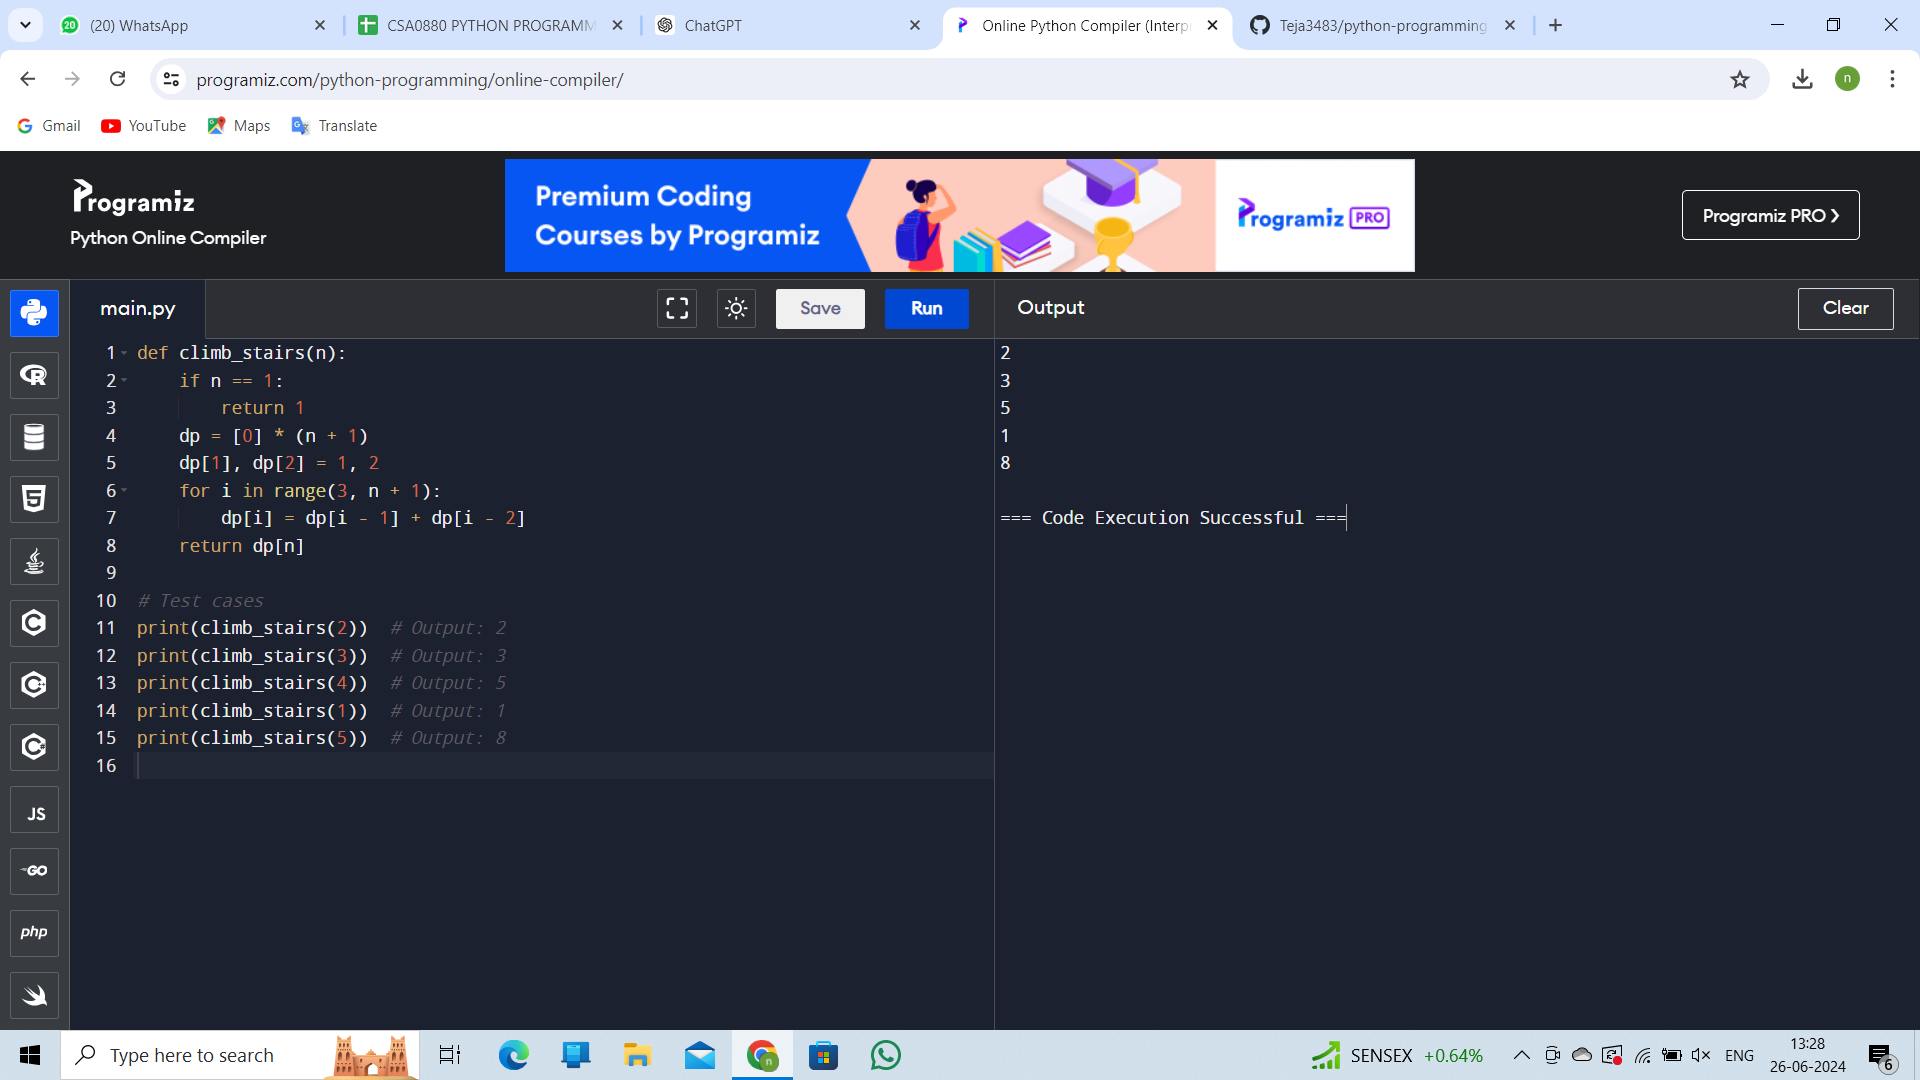 (20) WhatsApp
CSA0880 PYTHON PROGRAMM
ChatGPT
Online Python Compiler (Interp
Teja3483/python-programming
programiz.com/python-programming/online-compiler/
n
Gmail
YouTube
Maps
Translate
Programiz
Python Online Compiler
Premium Coding
Courses by Programiz
Programiz PRO
Programiz PRO
main.py
Save
Run
Output
Clear
1 def climb_stairs(n):
2 if n == 1:
3 return 1
4 dp = [0] * (n + 1)
5 dp[1], dp[2] = 1, 2
6 for i in range(3, n + 1):
7 dp[i] = dp[i - 1] + dp[i - 2]
8 return dp[n]
9
10 # Test cases
11 print(climb_stairs(2)) # Output: 2
12 print(climb_stairs(3)) # Output: 3
13 print(climb_stairs(4)) # Output: 5
14 print(climb_stairs(1)) # Output: 1
15 print(climb_stairs(5)) # Output: 8
16
2
3
5
1
8
=== Code Execution Successful ===
JS
GO
php
Type here to search
SENSEX +0.64%
ENG
13:28
26-06-2024
6